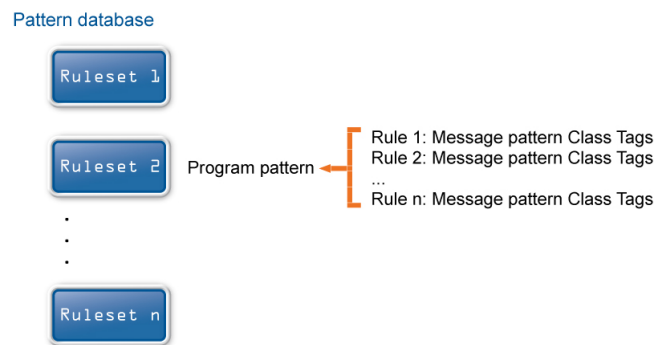 Pattern database
Ruleset 1
Ruleset 2
Program pattern
Rule 1: Message pattern Class Tags
Rule 2: Message pattern Class Tags
...
Rule n: Message pattern Class Tags
.
.
.
Ruleset n